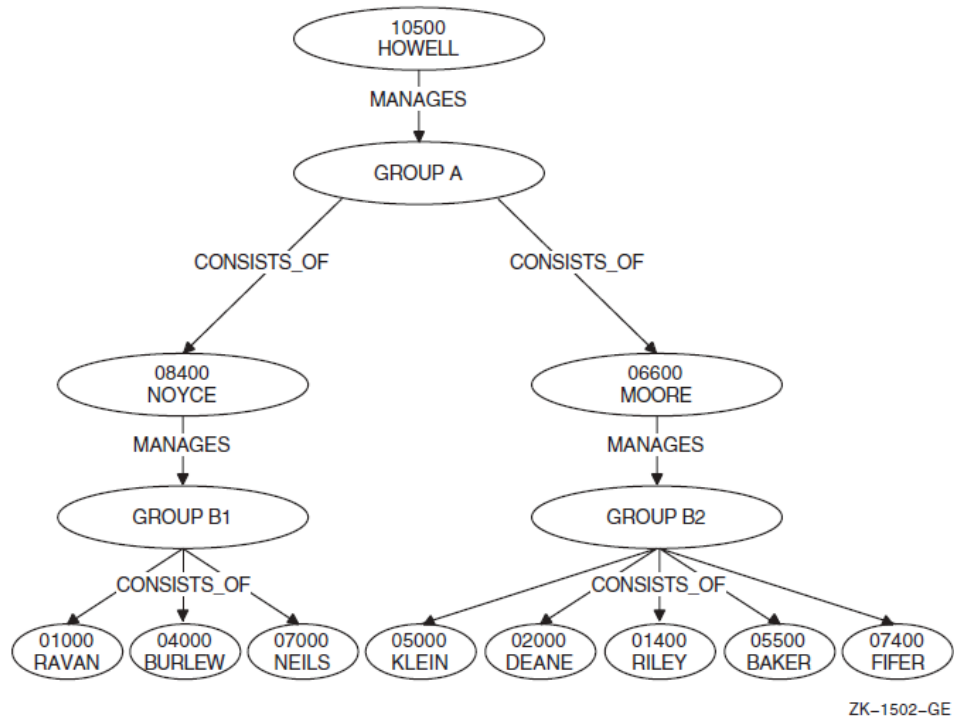 10500
HOWELL
MANAGES
GROUP A
CONSISTS_OF
CONSISTS_OF
08400
NOYCE
06600
MOORE
MANAGES
MANAGES
GROUP B1
GROUP B2
CONSISTS_OF
CONSISTS_OF
01000
RAVAN
04000
BURLEW
07000
NEILS
05000
KLEIN
02000
DEANE
01400
RILEY
05500
BAKER
07400
FIFER
ZK-1502-GE